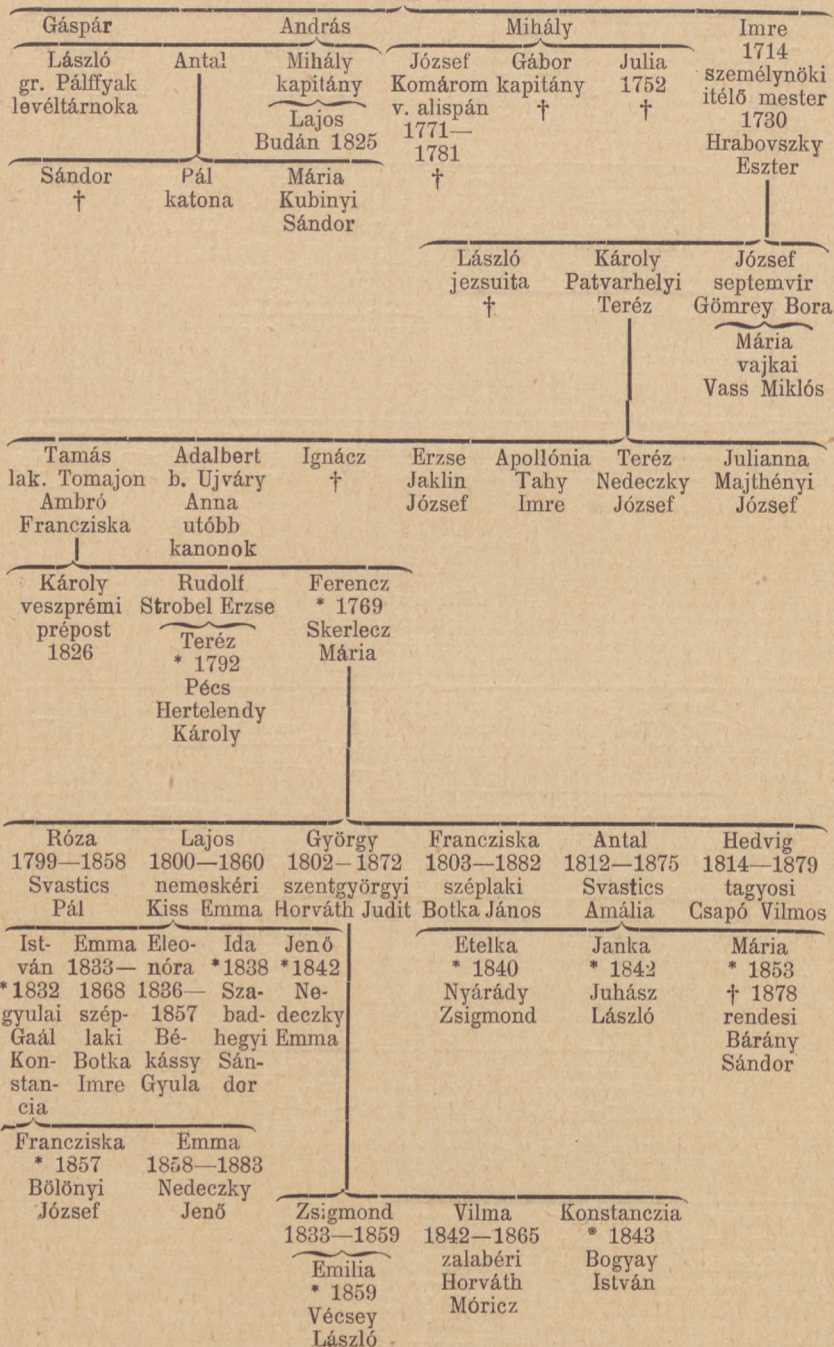 Gáspár András Mihály Imre
László Antal Mihály József Gábor Julia 1714
gr. Pálffyak kapitány Komárom kapitány 1752 személynöki
levéltárnoka Lajos v. alispán † † itélő mester
Budán 1825 1771— 1730
1781 Hrabovszky
† Eszter
Sándor Pál Mária
† katona Kubinyi
Sándor
László Károly József
jezsuita Patvarhelyi septemvir
† Teréz Gömrey Bora
Mária
vajkai
Vass Miklós
Tamás Adalbert Ignácz Erzse Apollónia Teréz Julianna
lak. Tomajon b. Ujváry † Jaklin Tahy Nedeczky Majthényi
Ambró Anna József Imre József József
Francziska utóbb
kanonok
Károly Rudolf Ferencz
veszprémi Strobel Erzse * 1769
prépost Teréz Skerlecz
1826 * 1792 Mária
Pécs
Hertelendy
Károly
Róza Lajos György Francziska Antal Hedvig
1799—1858 1800—1860 1802—1872 1803—1882 1812—1875 1814—1879
Svastics nemeskéri szentgyörgyi széplaki Svastics tagyosi
Pál Kiss Emma Horváth Judit Botka János Amália Csapó Vilmos
Ist- Emma Eleo- Ida Jenő Etelka Janka Mária
ván 1833— nóra *1838 *1842 * 1840 * 1842 * 1853
*1832 1868 1836— Sza- Ne- Nyárády Juhász † 1878
gyulai szép- 1857 bad- deczky Zsigmond László rendesi
Gaál laki Bé- hegyi Emma Bárány
Kon- Botka kássy Sán- Sándor
stan- Imre Gyula dor
cia
Francziska Emma
* 1857 1858—1883
Bölönyi Nedeczky
József Jenő
Zsigmond Vilma Konstanczia
1833—1859 1842—1865 * 1843
Emilia zalabéri Bogyay
* 1859 Horváth István
Vécsey Móricz
László